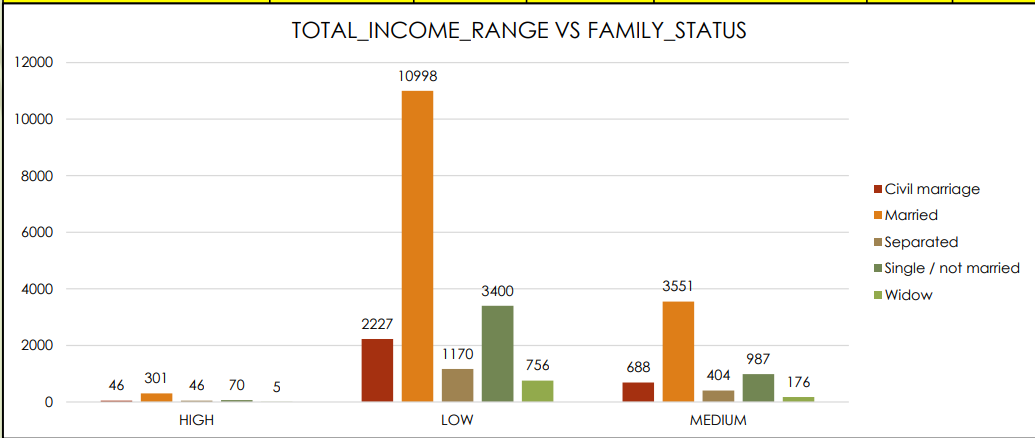 TOTAL_INCOME_RANGE VS FAMILY_STATUS
12000
10000
8000
6000
4000
2000
0
46 301 46 70 5
2227 10998 1170 3400 756
688 3551 404 987 176
HIGH LOW MEDIUM
Civil marriage
Married
Separated
Single / not married
Widow